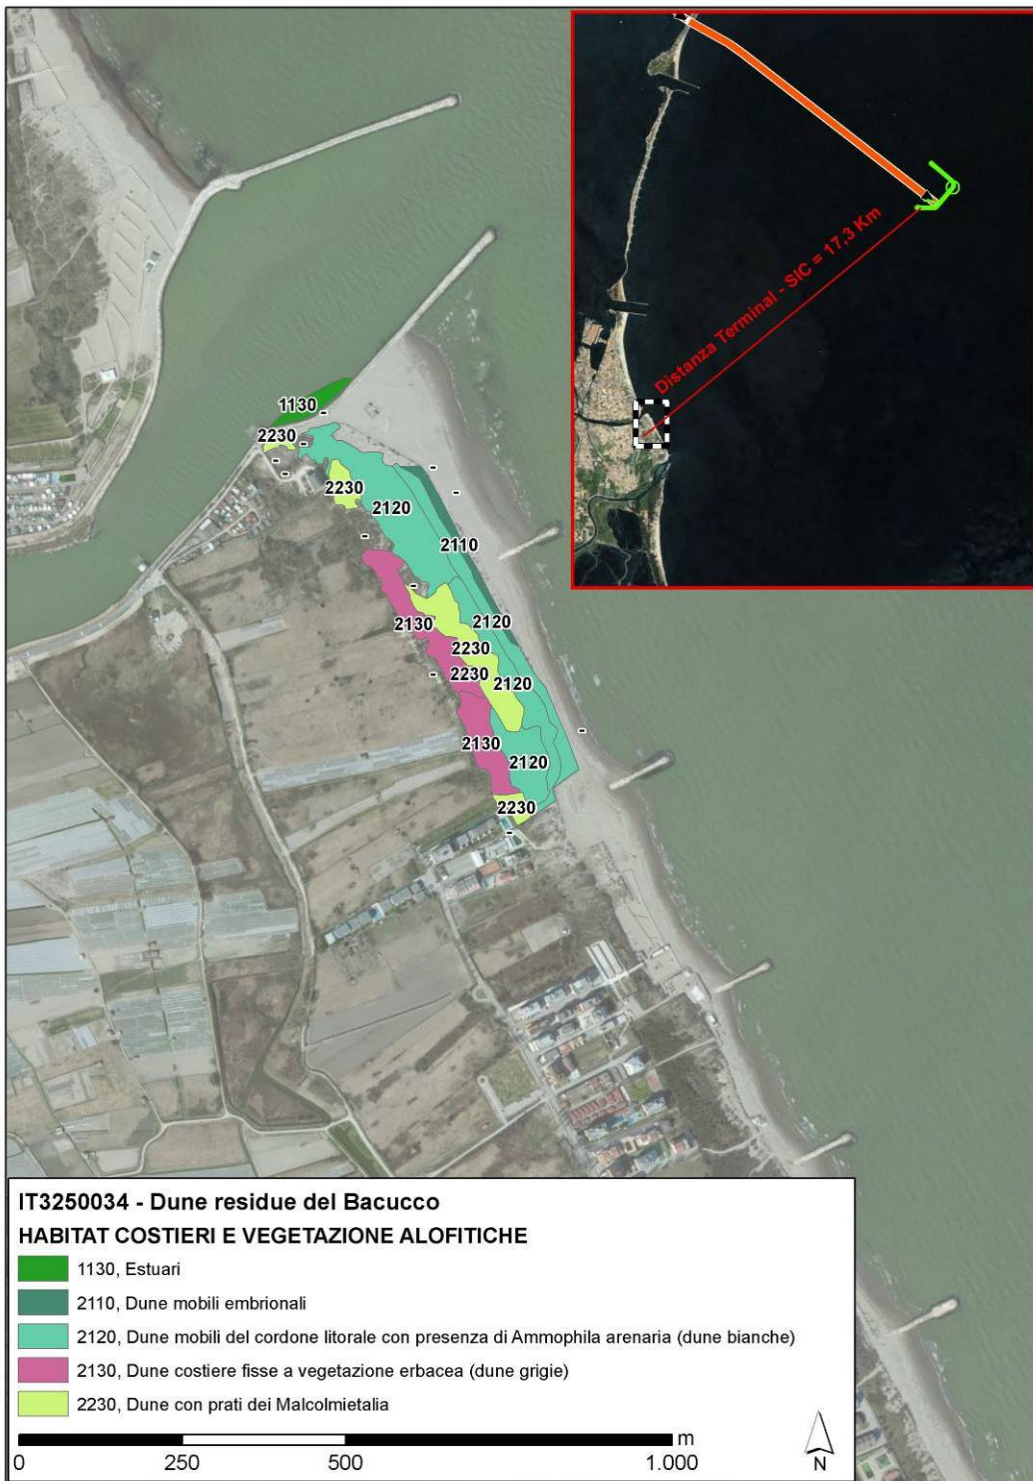 Distanza Terminal - SIC = 17,3 Km
1130
-
2230
-
-
-
2230
2120
-
-
2110
-
-
2130
2120
2230
2230
-
2120
2130
-
2120
2230
-
IT3250034 - Dune residue del Bacucco
HABITAT COSTIERI E VEGETAZIONE ALOFITICHE
1130, Estuari
2110, Dune mobili embrionali
2120, Dune mobili del cordone litorale con presenza di Ammophila arenaria (dune bianche)
2130, Dune costiere fisse a vegetazione erbacea (dune grigie)
2230, Dune con prati dei Malcolmietalia
m
0 250 500 1.000
N